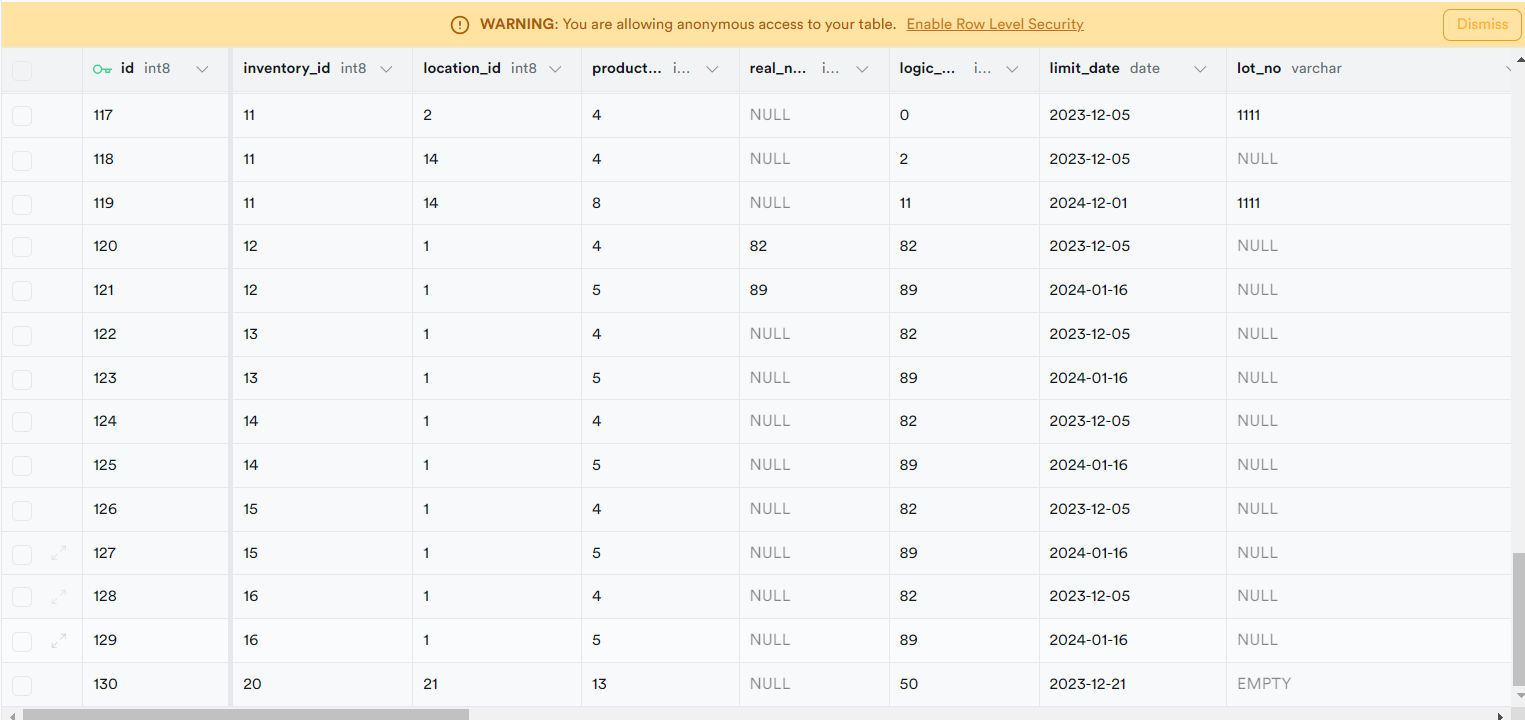 WARNING: You are allowing anonymous access to your table. Enable Row Level Security Dismiss
id int8 inventory_id int8 location_id int8 product... i... real_n... i... logic_... i... limit_date date lot_no varchar
117 11 2 4 NULL 0 2023-12-05 1111
118 11 14 4 NULL 2 2023-12-05 NULL
119 11 14 8 NULL 11 2024-12-01 1111
120 12 1 4 82 82 2023-12-05 NULL
121 12 1 5 89 89 2024-01-16 NULL
122 13 1 4 NULL 82 2023-12-05 NULL
123 13 1 5 NULL 89 2024-01-16 NULL
124 14 1 4 NULL 82 2023-12-05 NULL
125 14 1 5 NULL 89 2024-01-16 NULL
126 15 1 4 NULL 82 2023-12-05 NULL
127 15 1 5 NULL 89 2024-01-16 NULL
128 16 1 4 NULL 82 2023-12-05 NULL
129 16 1 5 NULL 89 2024-01-16 NULL
130 20 21 13 NULL 50 2023-12-21 EMPTY